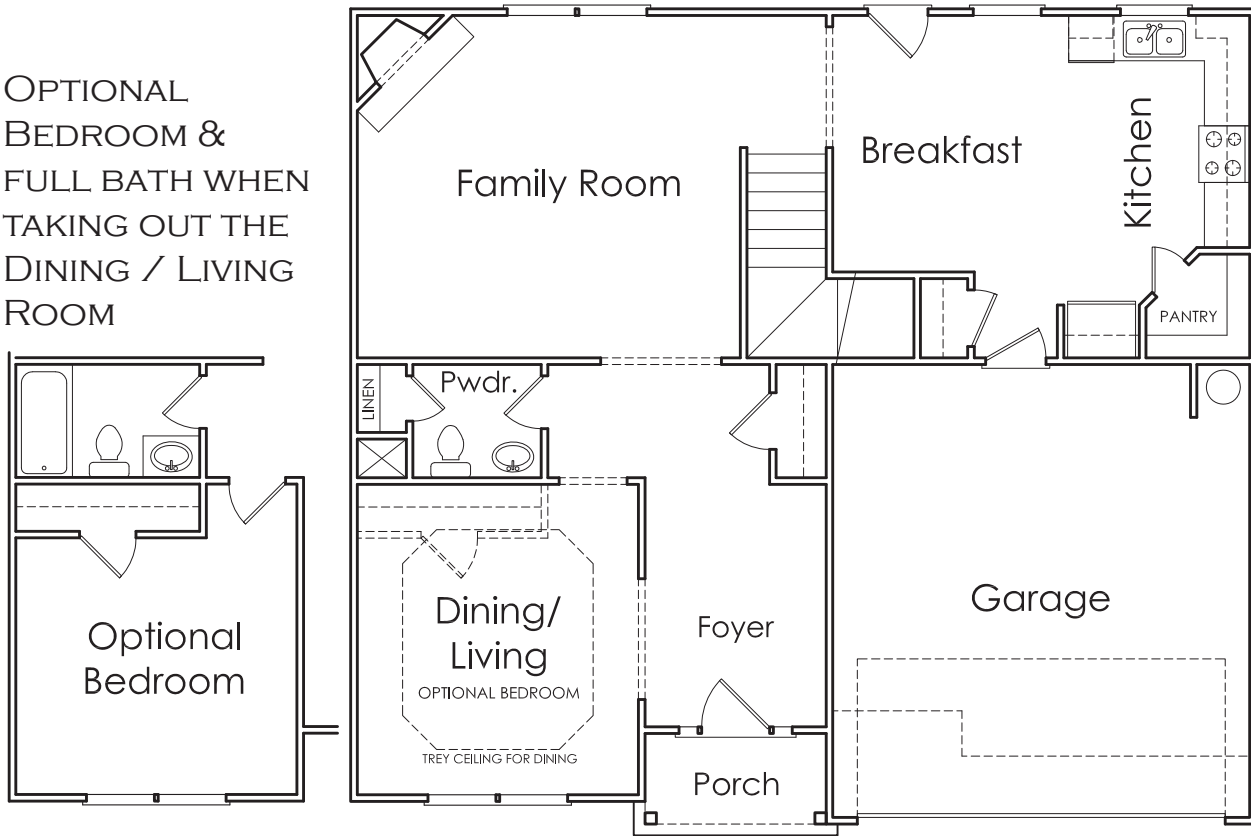 OPTIONAL
BEDROOM &
FULL BATH WHEN
TAKING OUT THE
DINING / LIVING
ROOM
Family Room
Breakfast
Kitchen
PANTRY
LINEN
Pwdr.
Optional
Bedroom
Dining/
Living
OPTIONAL BEDROOM
TREY CEILING FOR DINING
Foyer
Garage
Porch